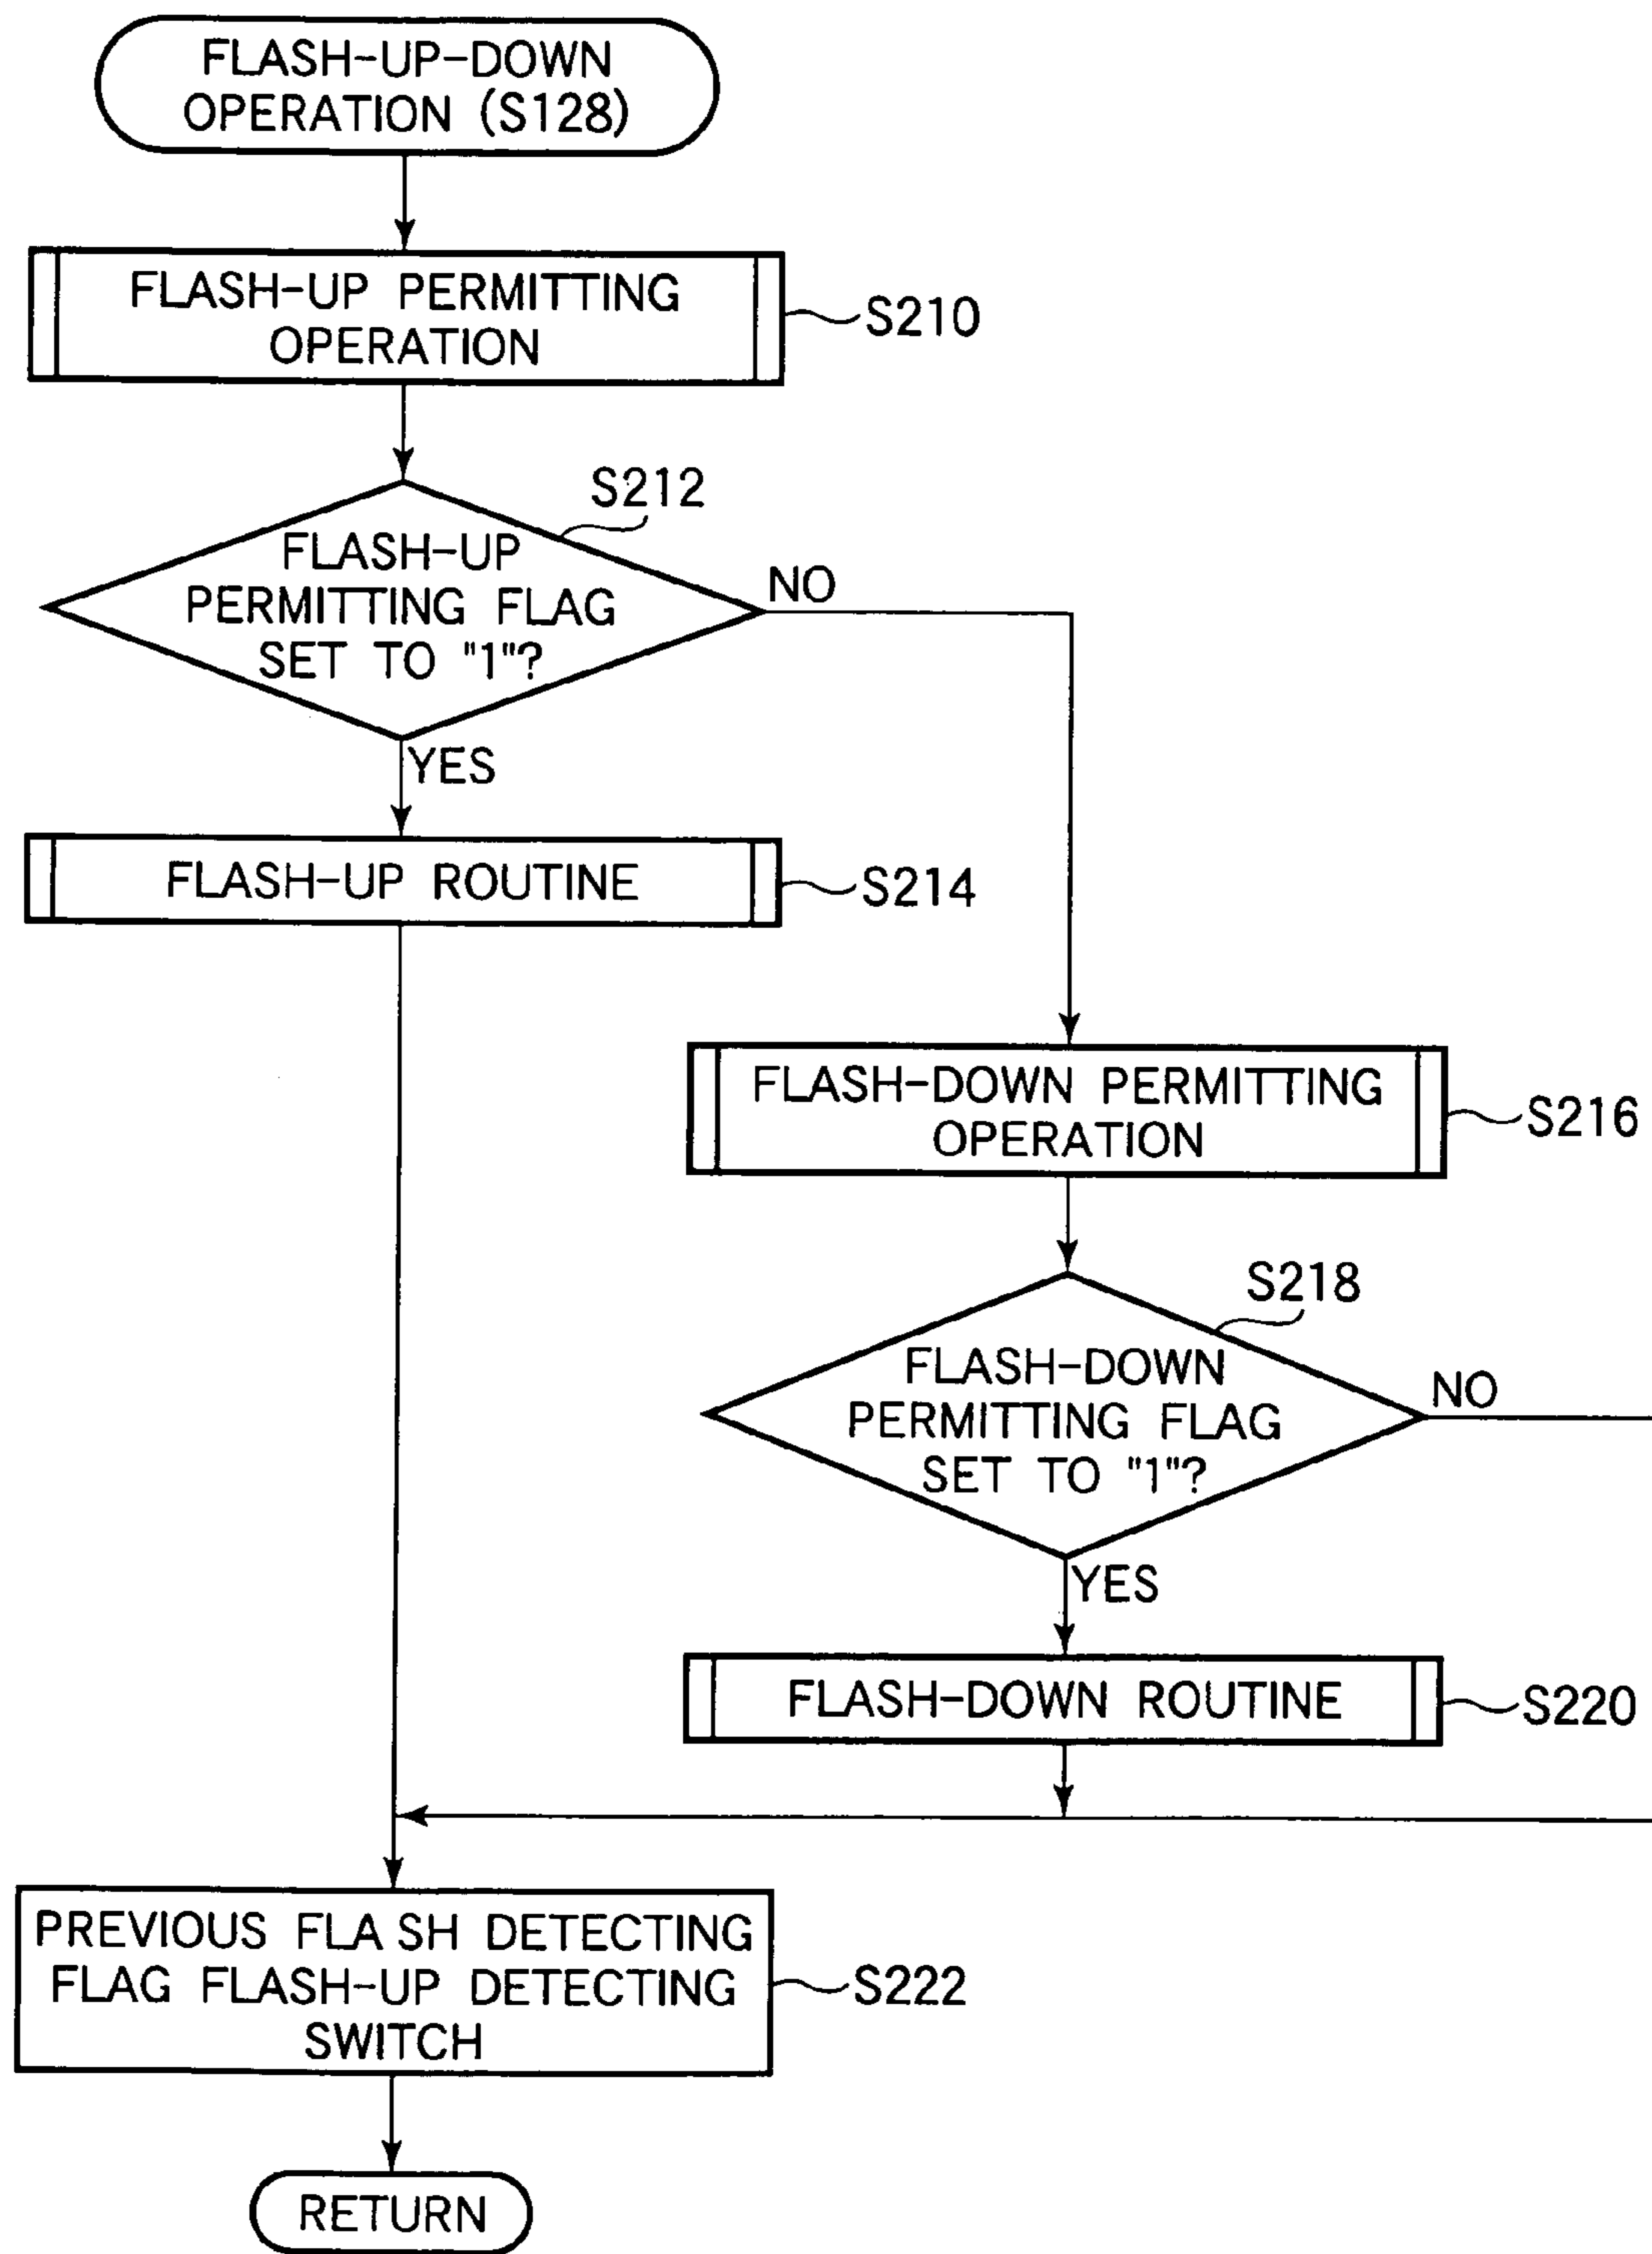 FLASH-UP-DOWN
OPERATION (S128)
FLASH-UP PERMITTING
OPERATION
S210
S212
FLASH-UP
PERMITTING FLAG
SET TO "1"?
NO
YES
FLASH-UP ROUTINE
S214
FLASH-DOWN PERMITTING
OPERATION
S216
S218
FLASH-DOWN
PERMITTING FLAG
SET TO "1"?
NO
YES
FLASH-DOWN ROUTINE
S220
PREVIOUS FLA SH DETECTING
FLAG FLASH-UP DETECTING
SWITCH
S222
RETURN